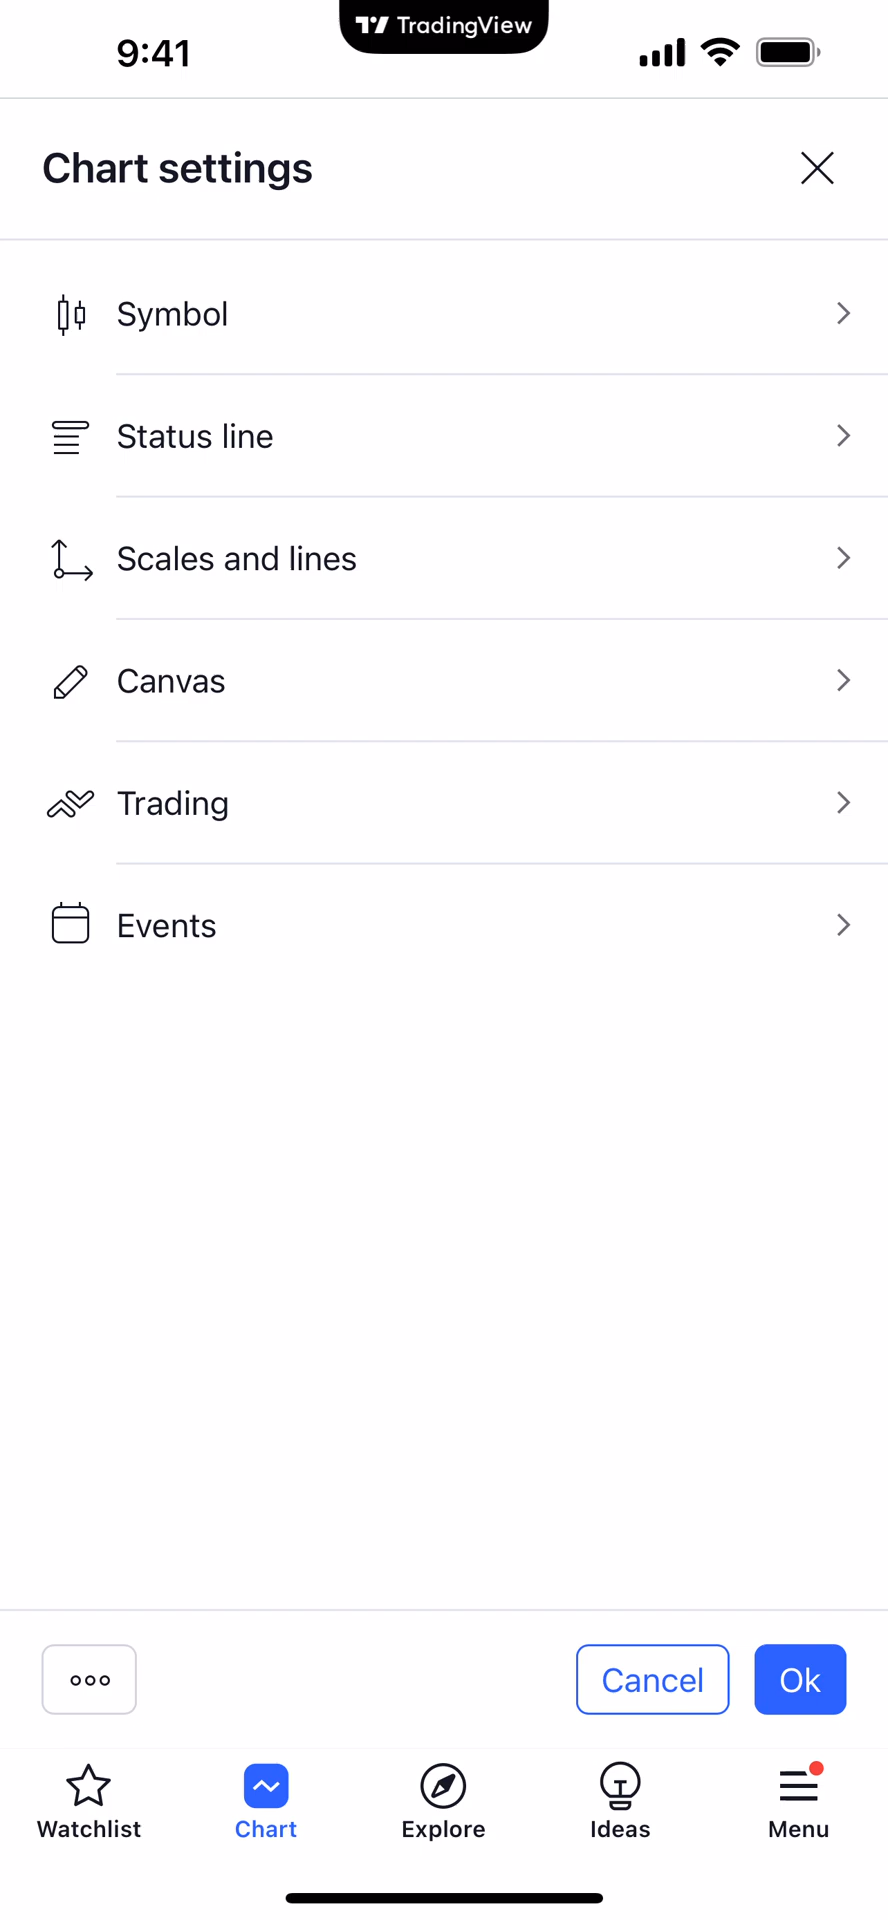 9:41
TradingView
Chart settings
Symbol
Status line
Scales and lines
Canvas
Trading
Events
Cancel
Ok
Watchlist
Chart
Explore
Ideas
Menu